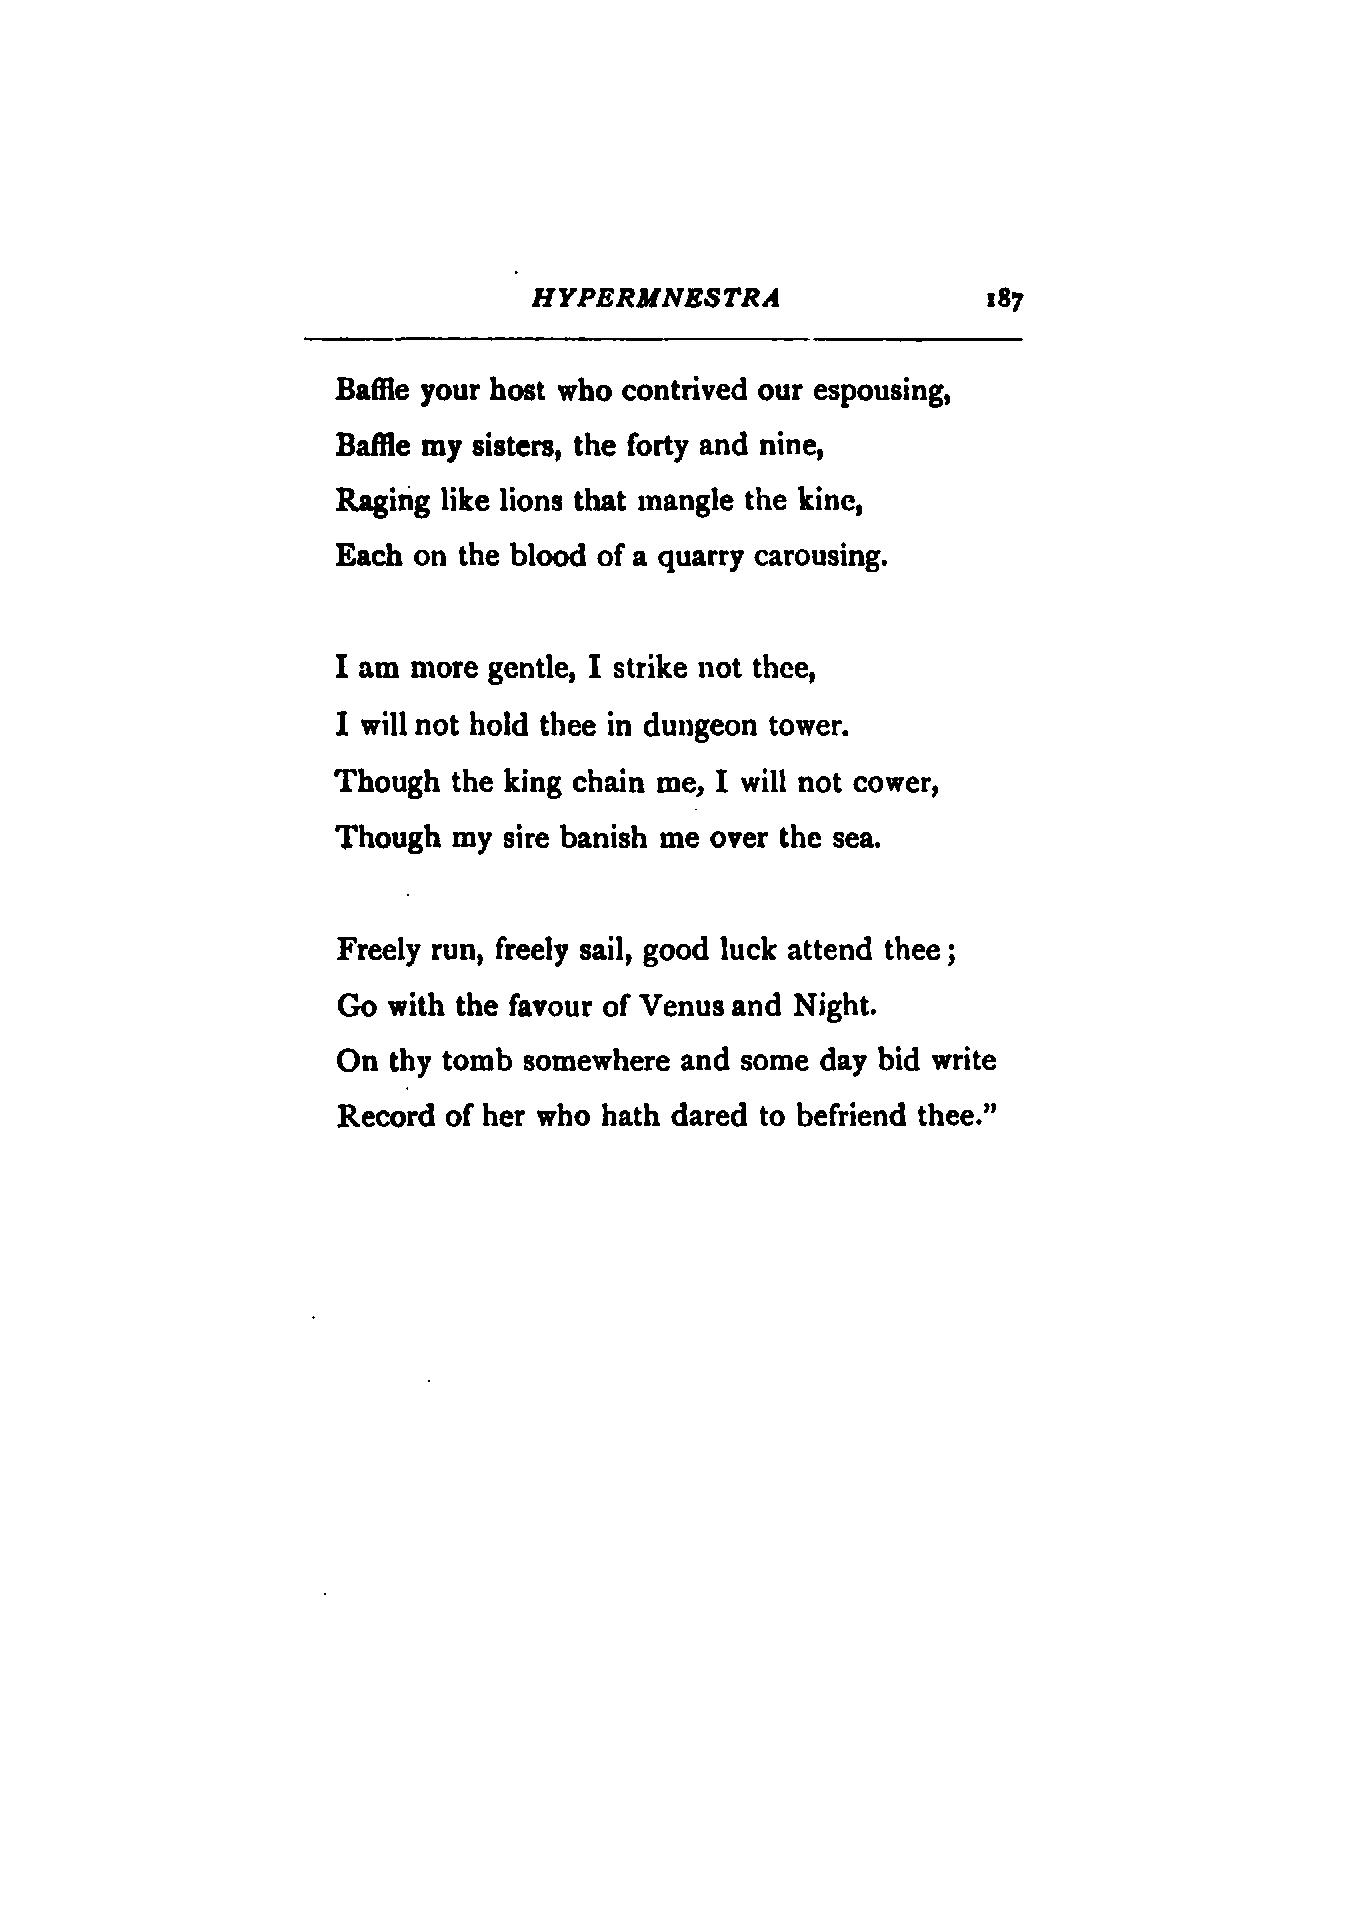 HYPERMNESTRA 187
Baffle your host who contrived our espousing,
Baffle my sisters, the forty and nine,
Raging like lions that mangle the kine,
Each on the blood of a quarry carousing.
I am more gentle, I strike not thee,
I will not hold thee in dungeon tower.
Though the king chain me, I will not cower,
Though my sire banish me over the sea.
Freely run, freely sail, good luck attend thee;
Go with the favour of Venus and Night.
On thy tomb somewhere and some day bid write
Record of her who hath dared to befriend thee.”